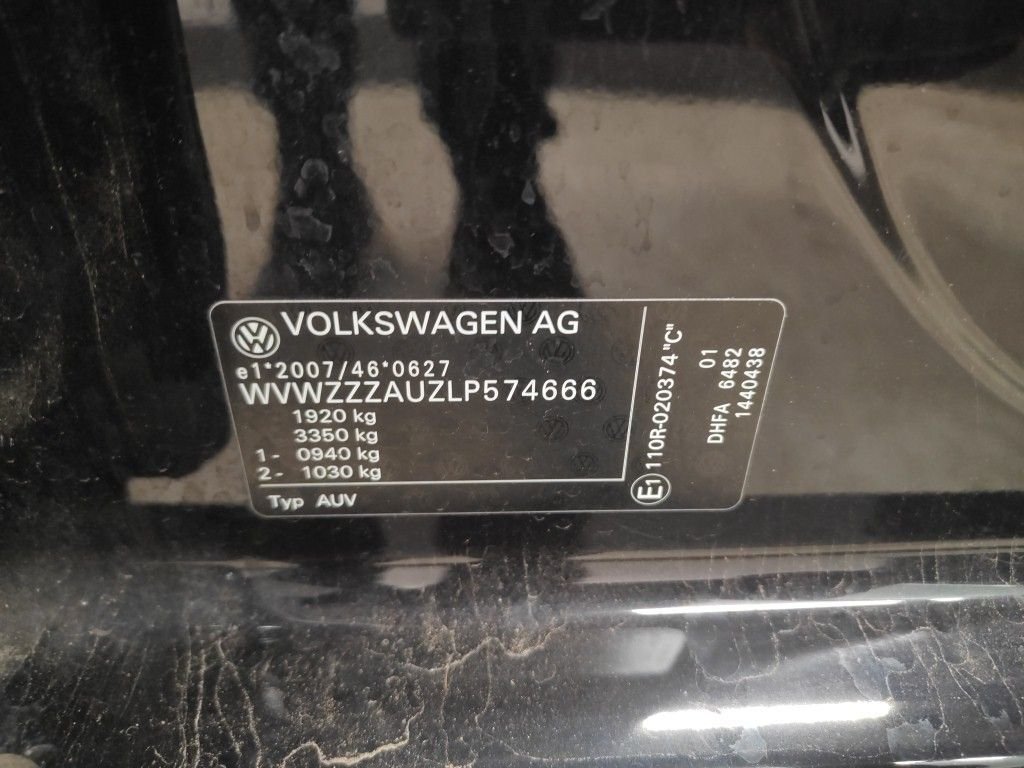 VOLKSWAGEN AG
e1*2007/46*0627
WVWZZZAUZLP574666
1920 kg
3350 kg
1- 0940 kg
2- 1030 kg
Typ AUV
E1 110R-020374"C"
01
DHFA 6482
1440438